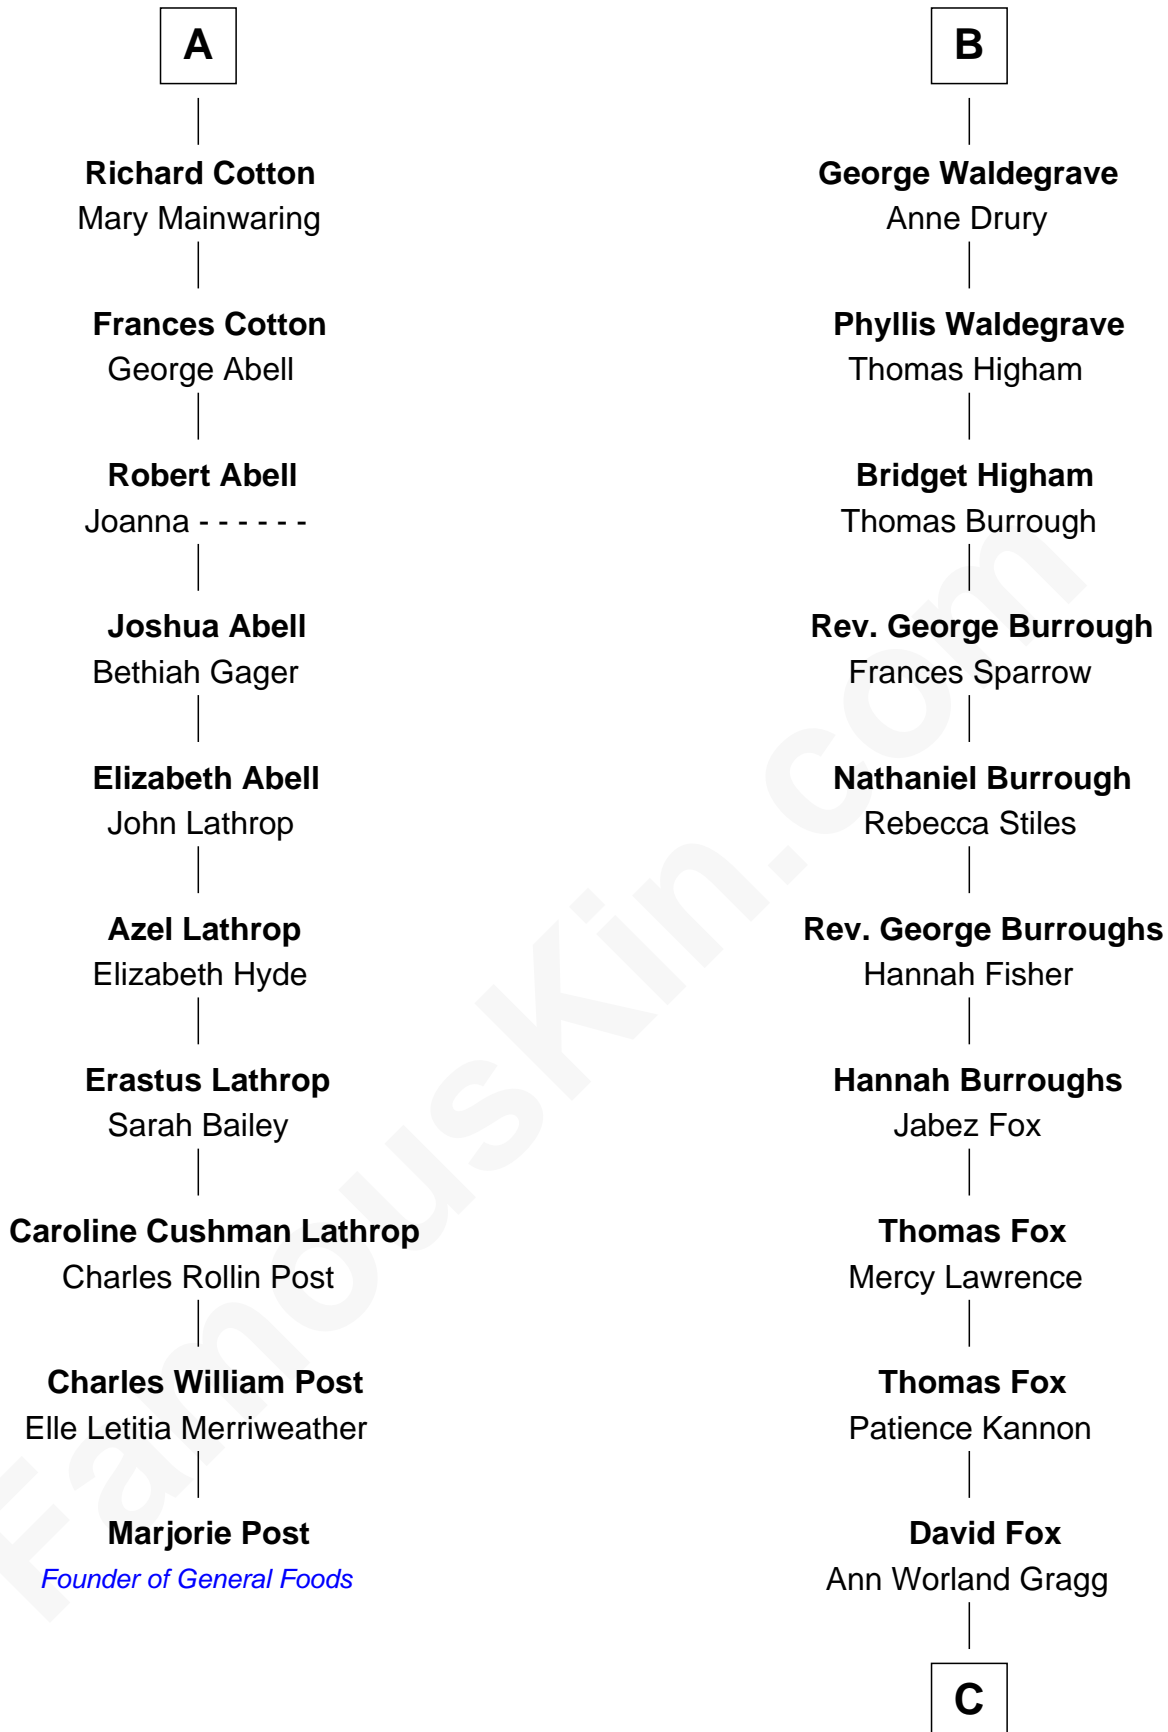 A
Richard Cotton
Mary Mainwaring
Frances Cotton
George Abell
Robert Abell
Joanna - - - - - -
Joshua Abell
Bethiah Gager
Elizabeth Abell
John Lathrop
Azel Lathrop
Elizabeth Hyde
Erastus Lathrop
Sarah Bailey
Caroline Cushman Lathrop
Charles Rollin Post
Charles William Post
Elle Letitia Merriweather
Marjorie Post
Founder of General Foods
B
George Waldegrave
Anne Drury
Phyllis Waldegrave
Thomas Higham
Bridget Higham
Thomas Burrough
Rev. George Burrough
Frances Sparrow
Nathaniel Burrough
Rebecca Stiles
Rev. George Burroughs
Hannah Fisher
Hannah Burroughs
Jabez Fox
Thomas Fox
Mercy Lawrence
Thomas Fox
Patience Kannon
David Fox
Ann Worland Gragg
C
FamousKin.com